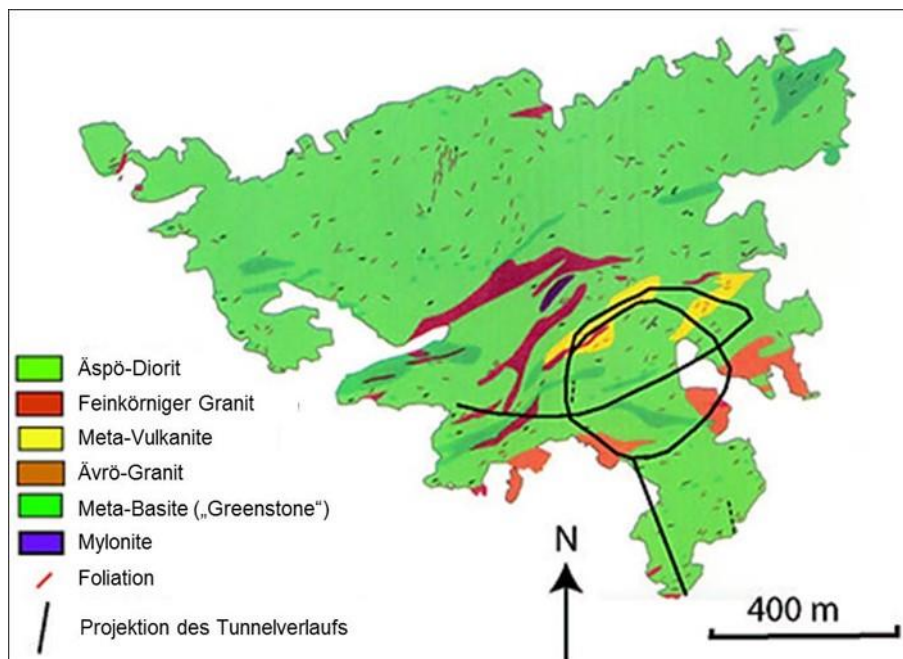 Äspö-Diorit
Feinkörniger Granit
Meta-Vulkanite
Ävrö-Granit
Meta-Basite („Greenstone“)
Mylonite
Foliation
Projektion des Tunnelverlaufs
N
400 m